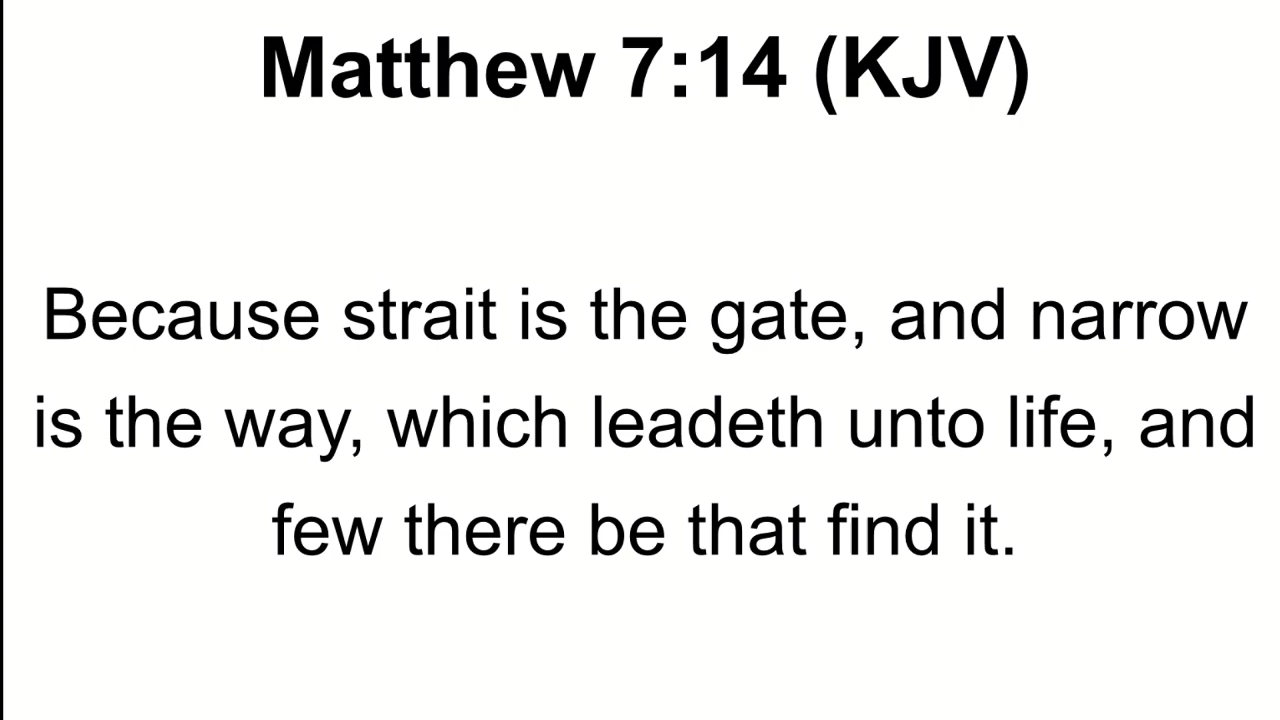 Matthew 7:14 (KJV)
Because strait is the gate, and narrow
is the way, which leadeth unto life, and
few there be that find it.